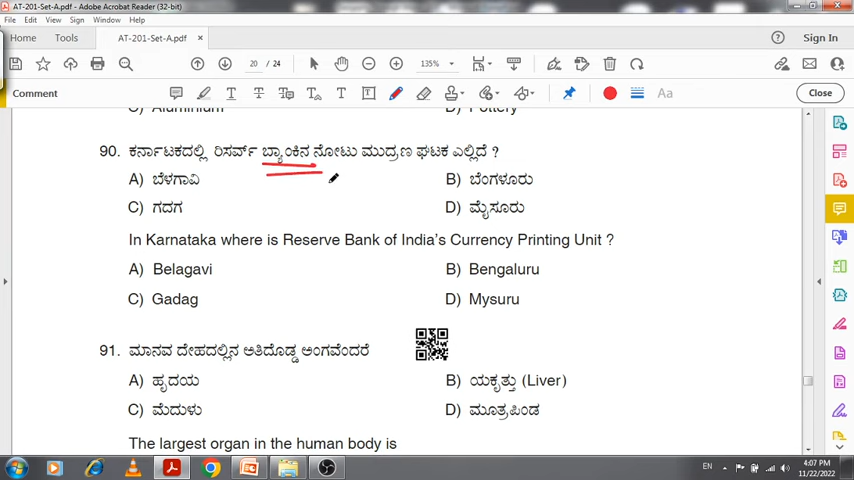 AT-201-Set-A.pdf - Adobe Acrobat Reader (32-bit)
File Edit View Sign Window Help
Home Tools AT-201-Set-A.pdf × Sign In
20 / 24 135%
Comment Aa Close
C) Aluminium D) Pottery
90. ಕರ್ನಾಟಕದಲ್ಲಿ ರಿಸರ್ವ್ ಬ್ಯಾಂಕಿನ ನೋಟು ಮುದ್ರಣ ಘಟಕ ಎಲ್ಲಿದೆ ?
A) ಬೆಳಗಾವಿ B) ಬೆಂಗಳೂರು
C) ಗದಗ D) ಮೈಸೂರು
In Karnataka where is Reserve Bank of India's Currency Printing Unit ?
A) Belagavi B) Bengaluru
C) Gadag D) Mysuru
91. ಮಾನವ ದೇಹದಲ್ಲಿನ ಅತಿದೊಡ್ಡ ಅಂಗವೆಂದರೆ
A) ಹೃದಯ B) ಯಕೃತ್ತು (Liver)
C) ಮೆದುಳು D) ಮೂತ್ರಪಿಂಡ
The largest organ in the human body is
EN 4:07 PM
11/22/2022